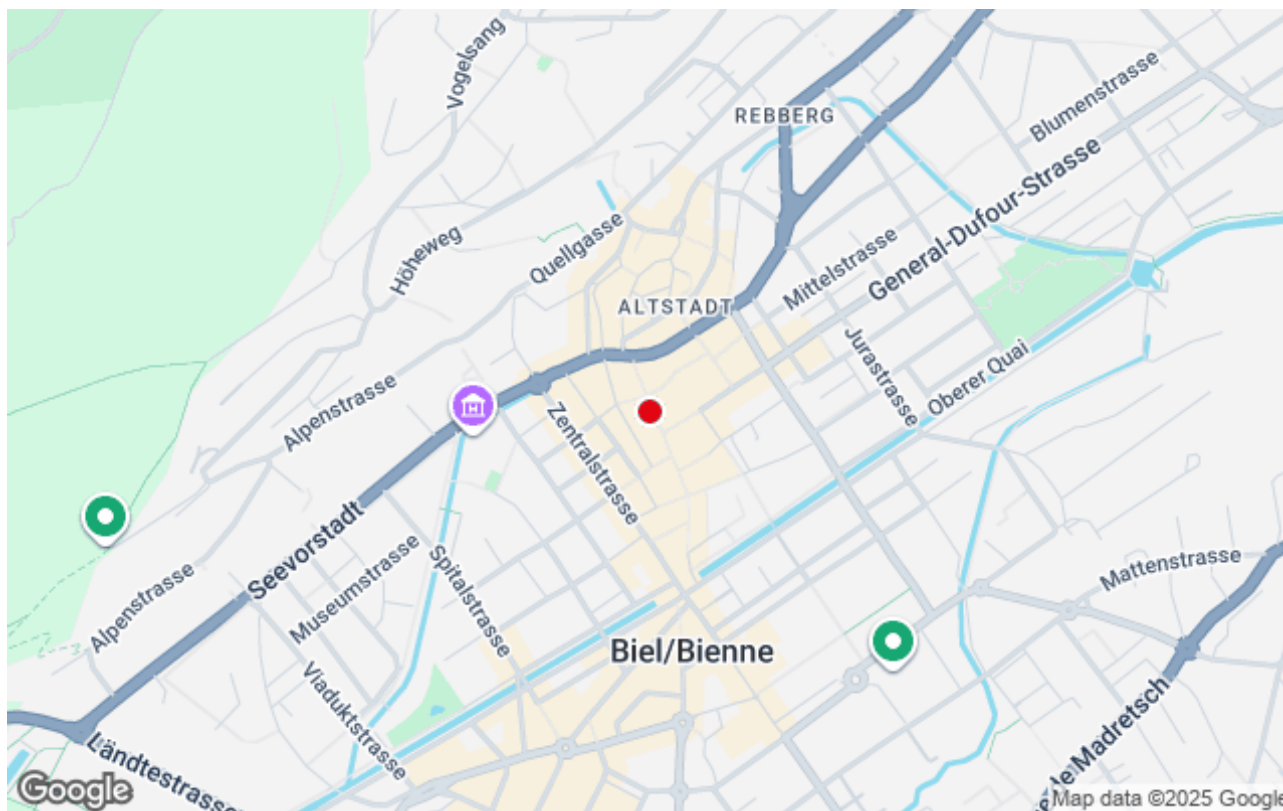 Vogelsang
Blumenstrasse
REBBERG
General-Dufour-Strasse
Höheweg
Quellgasse
Mittelstrasse
ALTSTADT
Jurastrasse
Oberer Quai
Alpenstrasse
Zentralstrasse
Seevorstadt
Museumstrasse
Spitalstrasse
Mattenstrasse
Alpenstrasse
Biel/Bienne
Viaduktstrasse
de Madretsch
Ländtestrasse
Google
Map data ©2025 Google